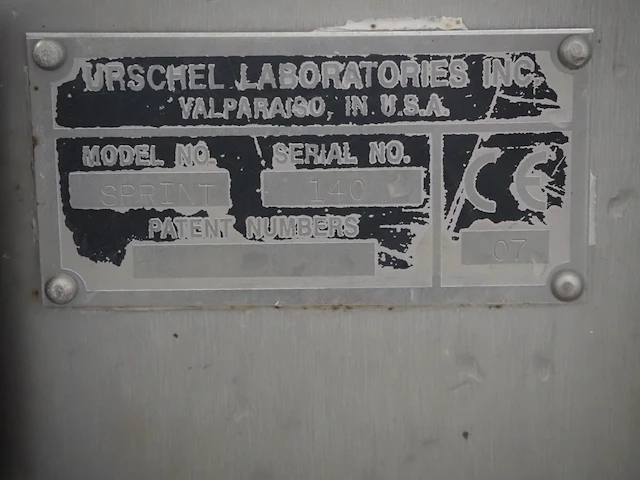 URSCHEL LABORATORIES INC.
VALPARAISO, IN U.S.A.
MODEL NO. SERIAL NO.
SPRINT 140
PATENT NUMBERS
CE
07